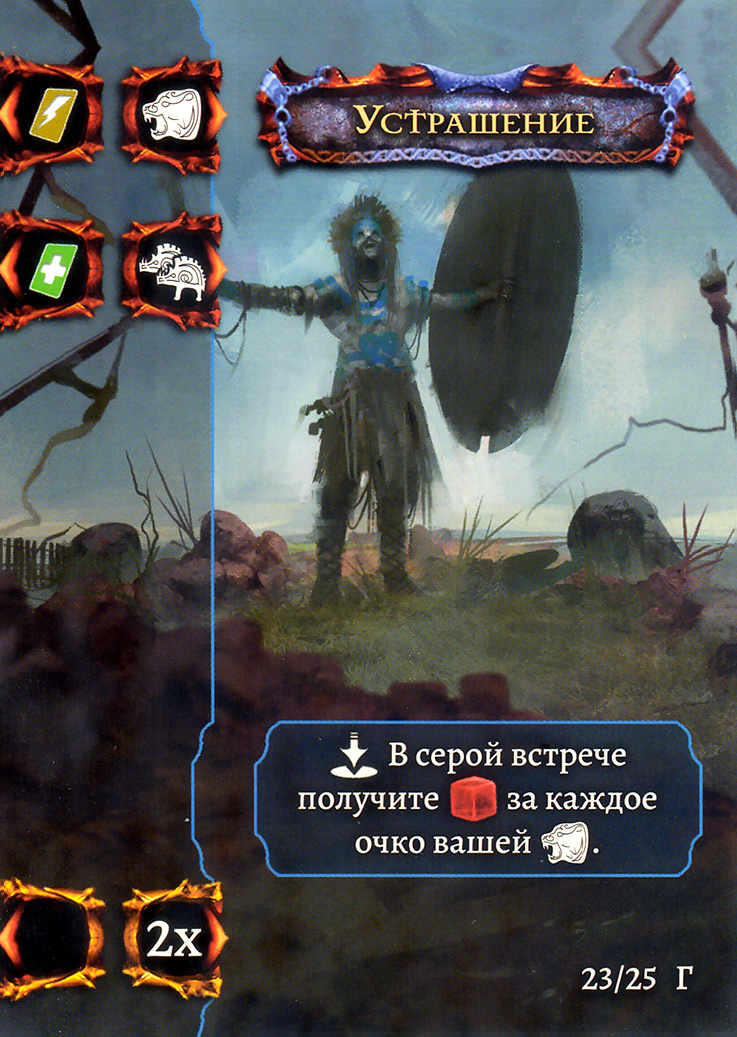 Устрашение
В серой встрече
получите за каждое
очко вашей .
2x
23/25 Г